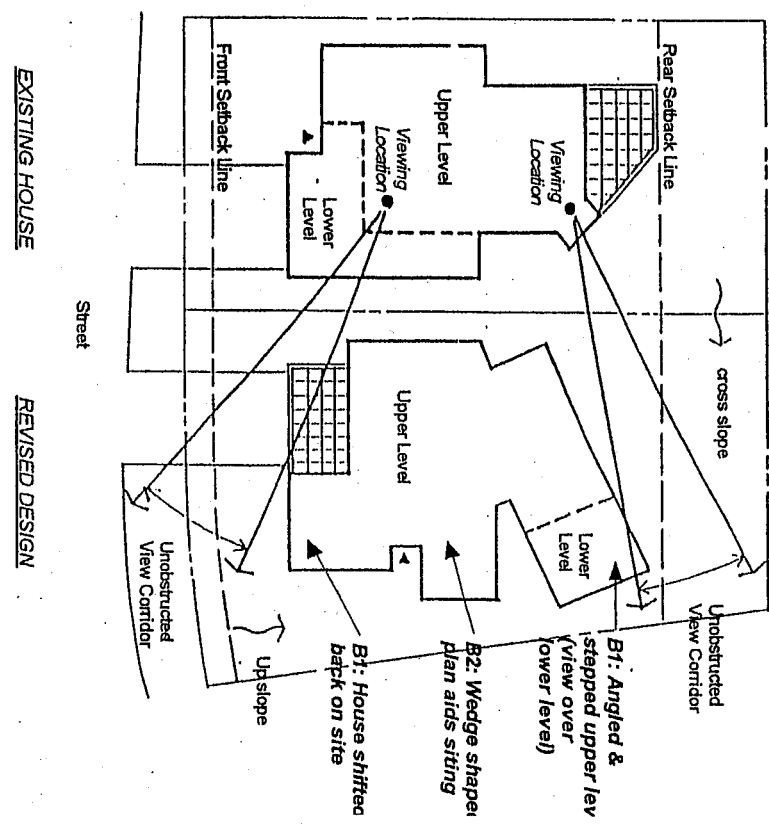 Rear Setback Line
Viewing
Location
Upper Level
Viewing
Location
Lower
Level
Front Setback Line
cross slope
Upper Level
Lower
Level
Unobstructed
View Corridor
Unobstructed
View Corridor
Up slope
B1: Angled &
stepped upper lev
(view over
lower level)
B2: Wedge shape
plan aids siting
B1: House shifted
back on site
Street
EXISTING HOUSE
REVISED DESIGN